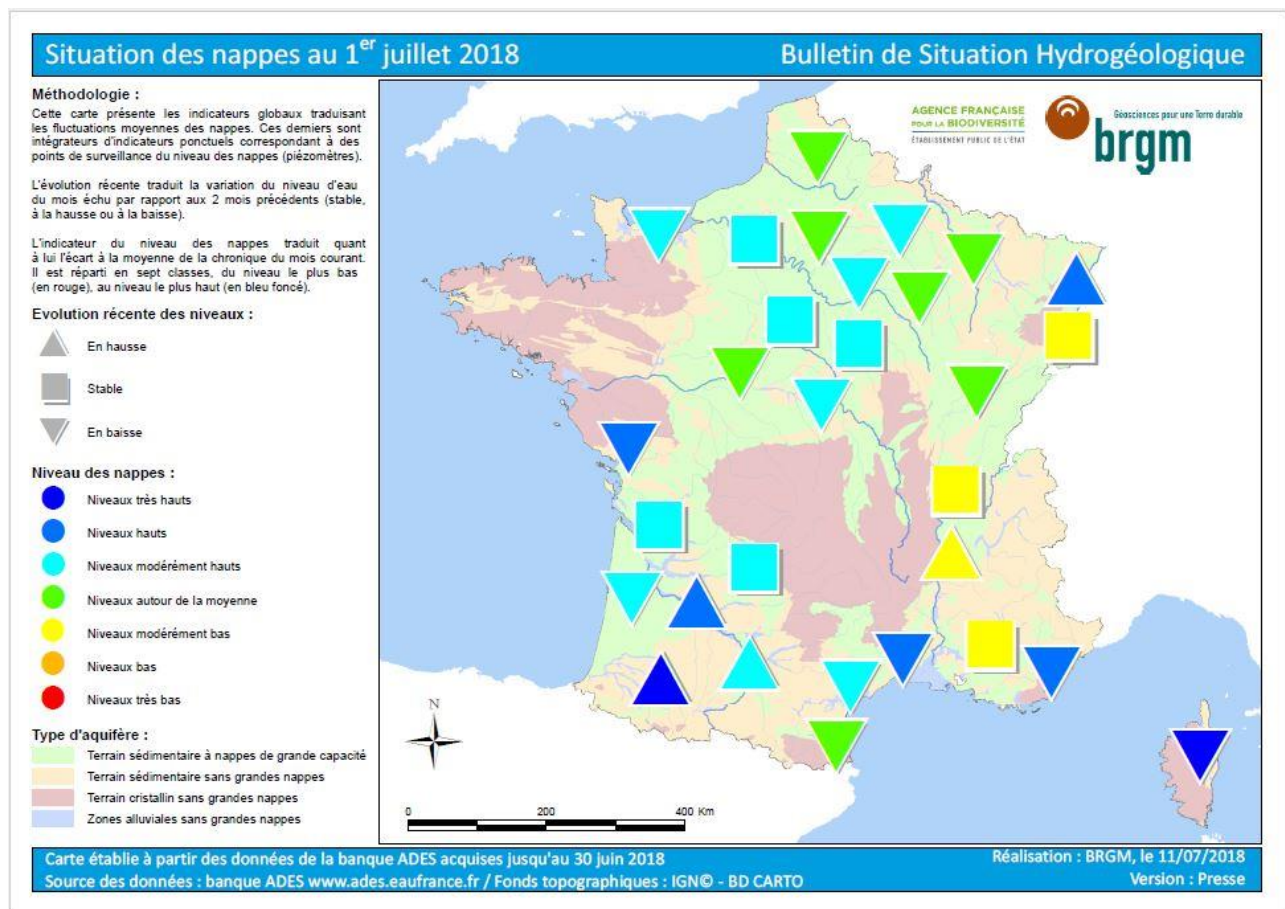 Situation des nappes au 1er juillet 2018
Bulletin de Situation Hydrogéologique
Méthodologie :
Cette carte présente les indicateurs globaux traduisant
les fluctuations moyennes des nappes. Ces derniers sont
intégrateurs d'indicateurs ponctuels correspondant à des
points de surveillance du niveau des nappes (piézomètres).
L'évolution récente traduit la variation du niveau d'eau
du mois échu par rapport aux 2 mois précédents (stable,
à la hausse ou à la baisse).
L'indicateur du niveau des nappes traduit quant
à lui l'écart à la moyenne de la chronique du mois courant.
Il est réparti en sept classes, du niveau le plus bas
(en rouge), au niveau le plus haut (en bleu foncé).
Evolution récente des niveaux :
En hausse
Stable
En baisse
Niveau des nappes :
Niveaux très hauts
Niveaux hauts
Niveaux modérément hauts
Niveaux autour de la moyenne
Niveaux modérément bas
Niveaux bas
Niveaux très bas
Type d'aquifère :
Terrain sédimentaire à nappes de grande capacité
Terrain sédimentaire sans grandes nappes
Terrain cristallin sans grandes nappes
Zones alluviales sans grandes nappes
AGENCE FRANÇAISE
POUR LA BIODIVERSITÉ
ÉTABLISSEMENT PUBLIC DE L'ÉTAT
Géosciences pour une Terre durable
brgm
N
0 200 400 Km
Carte établie à partir des données de la banque ADES acquises jusqu'au 30 juin 2018
Source des données : banque ADES www.ades.eaufrance.fr / Fonds topographiques : IGN© - BD CARTO
Réalisation : BRGM, le 11/07/2018
Version : Presse